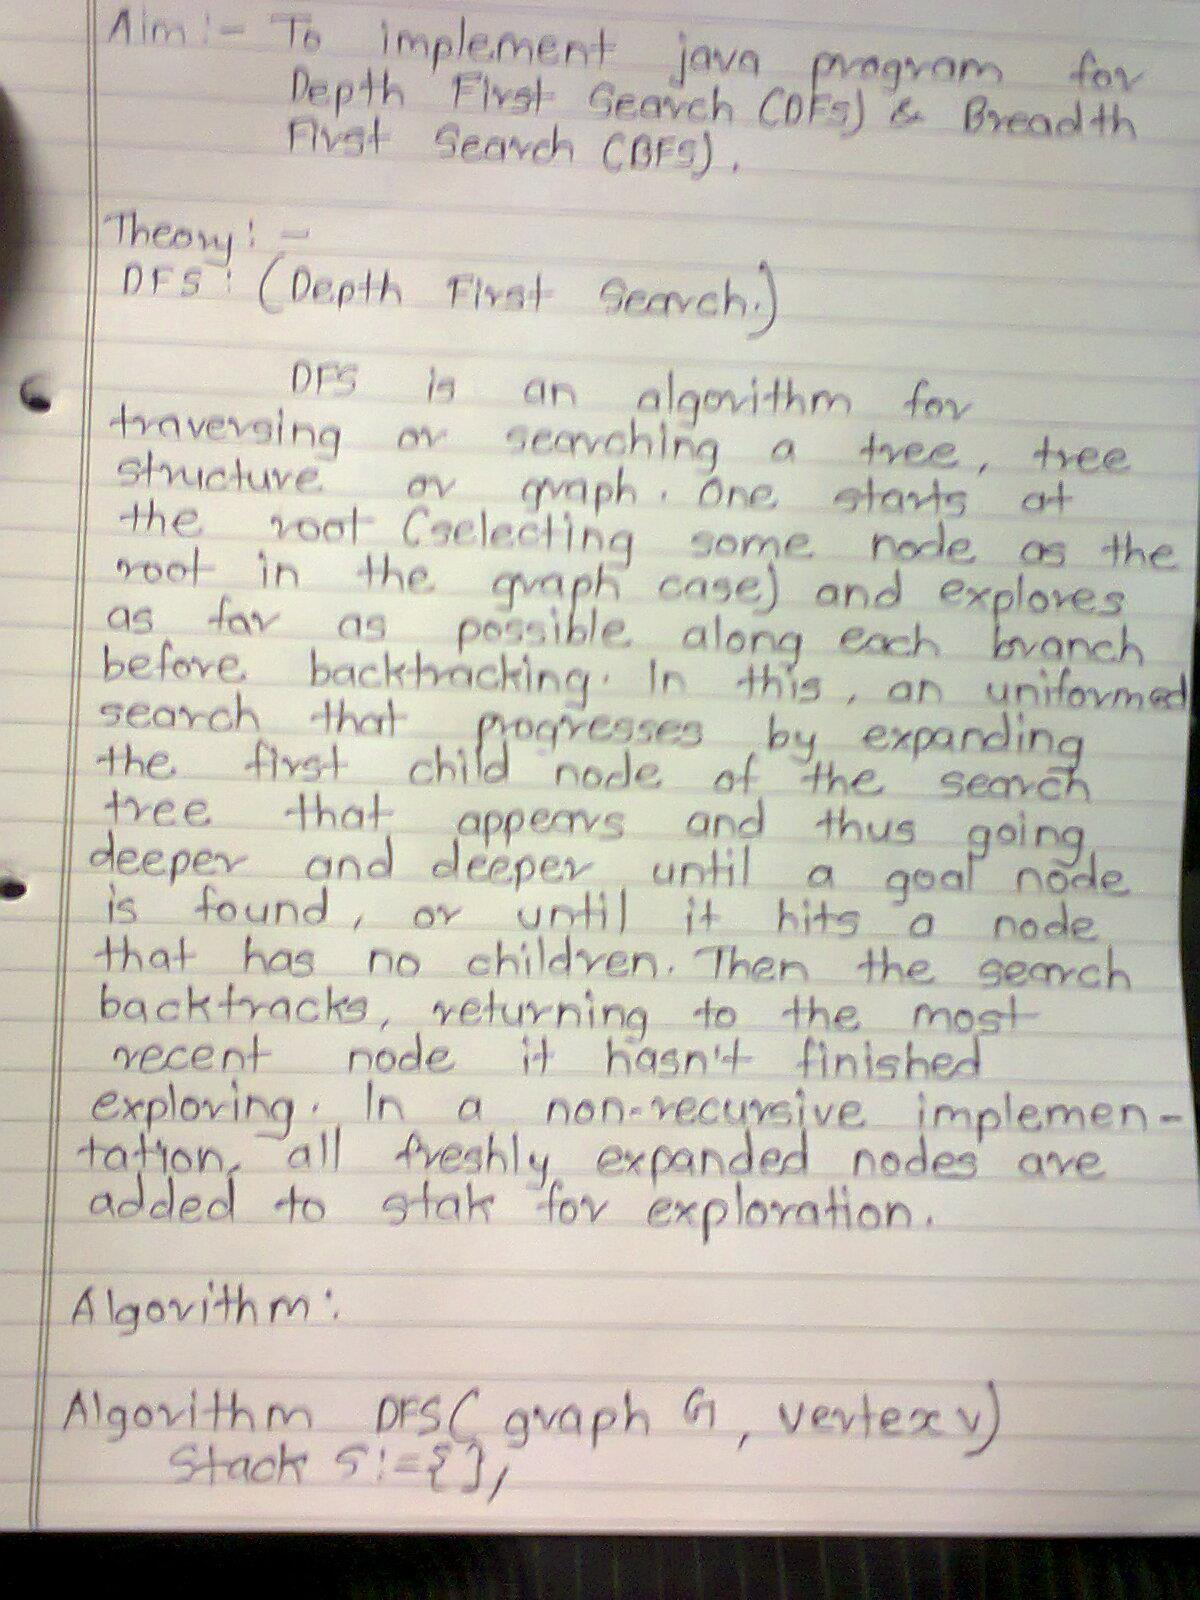 Aim:- To implement java program for
Depth First Search (DFS) & Breadth
First Search (BFS).
Theory:-
DFS: (Depth First Search.)
DFS is an algorithm for
traversing or searching a tree, tree
structure or graph. One starts at
the root (selecting some node as the
root in the graph case) and explores
as far as possible along each branch
before backtracking. In this, an uniformed
search that progresses by expanding
the first child node of the search
tree that appears and thus going
deeper and deeper until a goal node
is found, or until it hits a node
that has no children. Then the search
backtracks, returning to the most
recent node it hasn't finished
exploring. In a non-recursive implemen-
tation, all freshly expanded nodes are
added to stak for exploration.
Algorithm:
Algorithm DFS( graph G, vertex v)
Stack S:={};